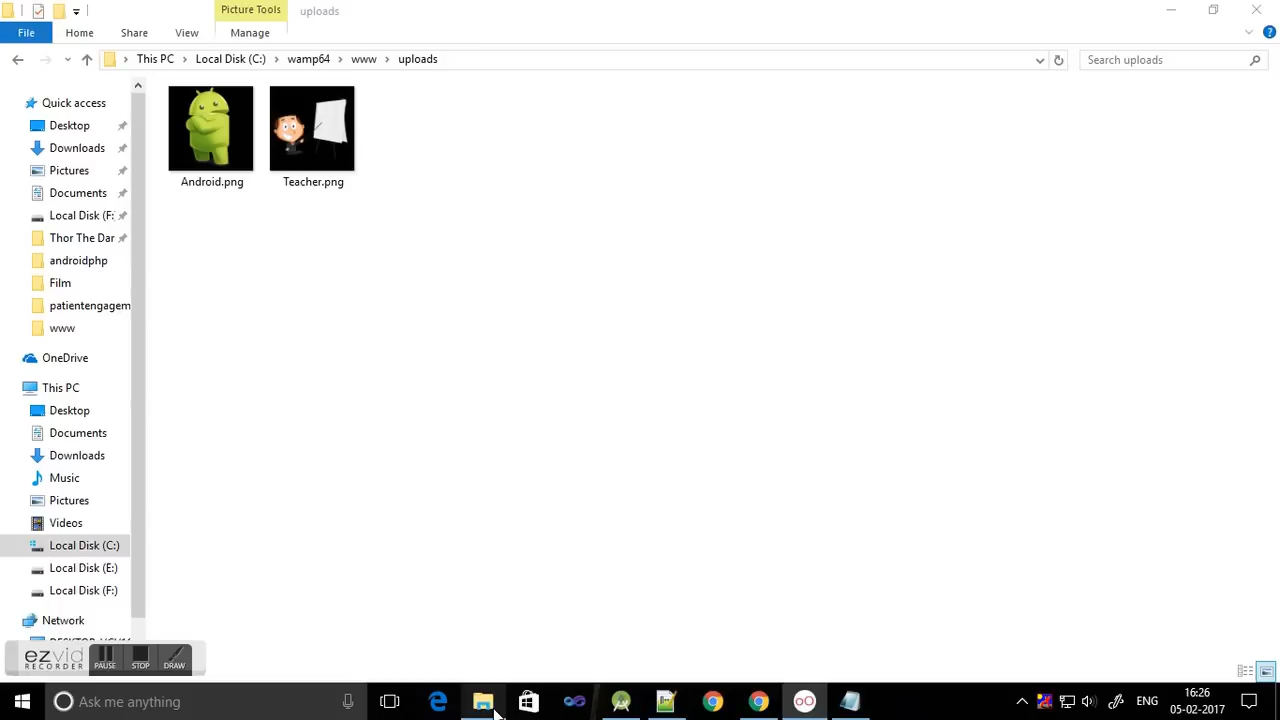 Picture Tools
uploads
File
Home
Share
View
Manage
This PC
Local Disk (C:)
wamp64
www
uploads
Search uploads
Quick access
Desktop
Downloads
Pictures
Documents
Local Disk (F:
Thor The Dar
androidphp
Film
patientengagem
www
OneDrive
This PC
Desktop
Documents
Downloads
Music
Pictures
Videos
Local Disk (C:)
Local Disk (E:)
Local Disk (F:)
Network
Android.png
Teacher.png
ezvid
RECORDER
PAUSE
STOP
DRAW
Ask me anything
ENG
16:26
05-02-2017